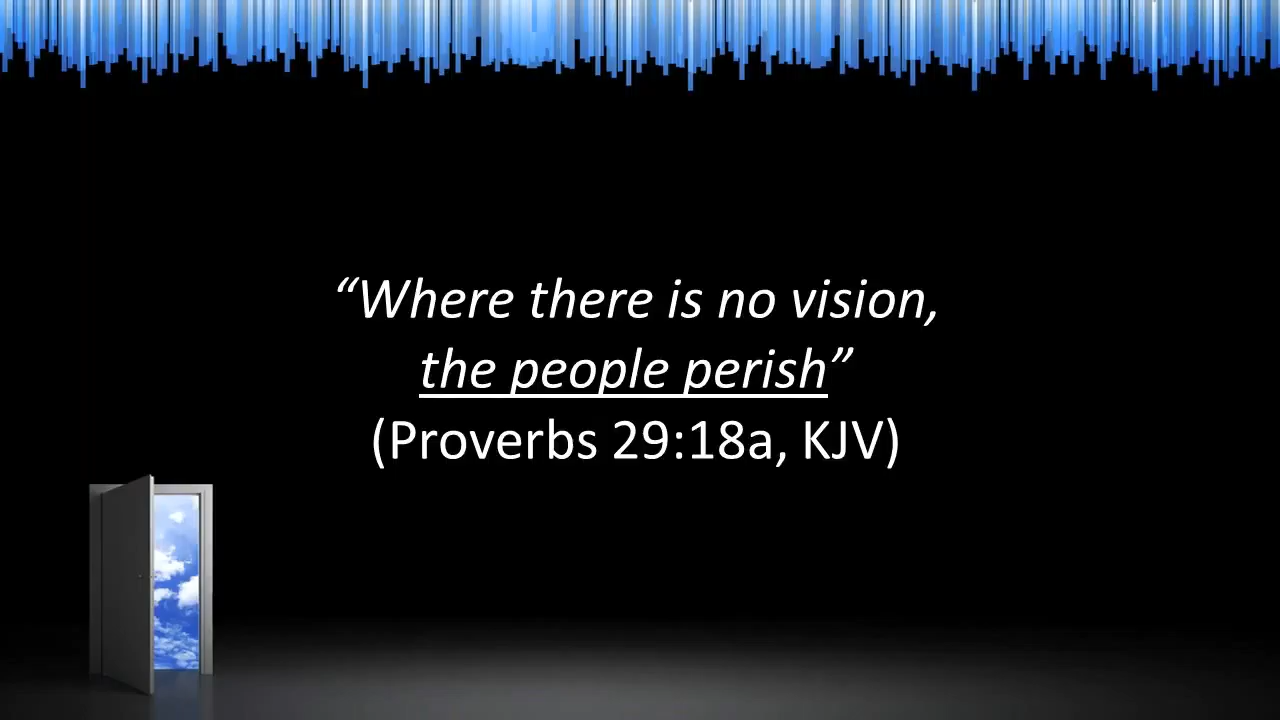 “Where there is no vision,
the people perish”
(Proverbs 29:18a, KJV)